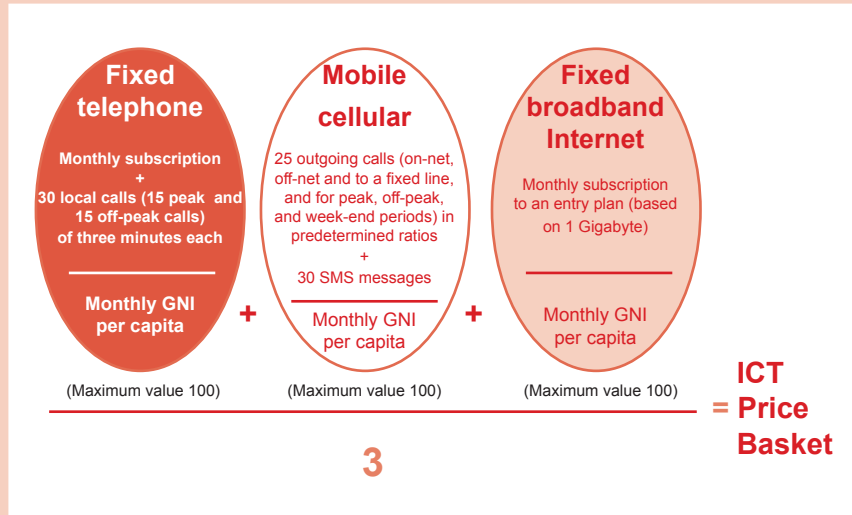 Fixed
telephone
Monthly subscription
+
30 local calls (15 peak and
15 off-peak calls)
of three minutes each
Monthly GNI
per capita
(Maximum value 100)
+
Mobile
cellular
25 outgoing calls (on-net,
off-net and to a fixed line,
and for peak, off-peak,
and week-end periods) in
predetermined ratios
+
30 SMS messages
Monthly GNI
per capita
(Maximum value 100)
+
Fixed
broadband
Internet
Monthly subscription
to an entry plan (based
on 1 Gigabyte)
Monthly GNI
per capita
(Maximum value 100)
3
= ICT
Price
Basket